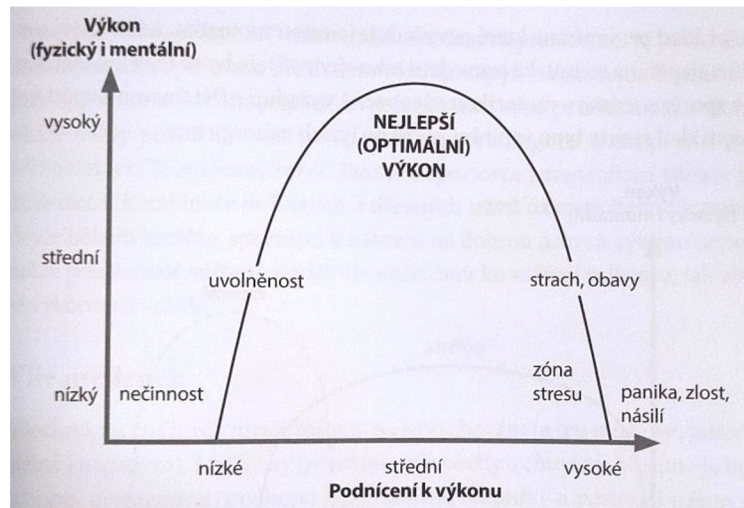 Výkon
(fyzický i mentální)
vysoký
NEJLEPŠÍ
(OPTIMÁLNÍ)
VÝKON
střední
uvolněnost
strach, obavy
nízký
nečinnost
zóna
stresu
panika, zlost,
násilí
nízké
střední
vysoké
Podnícení k výkonu